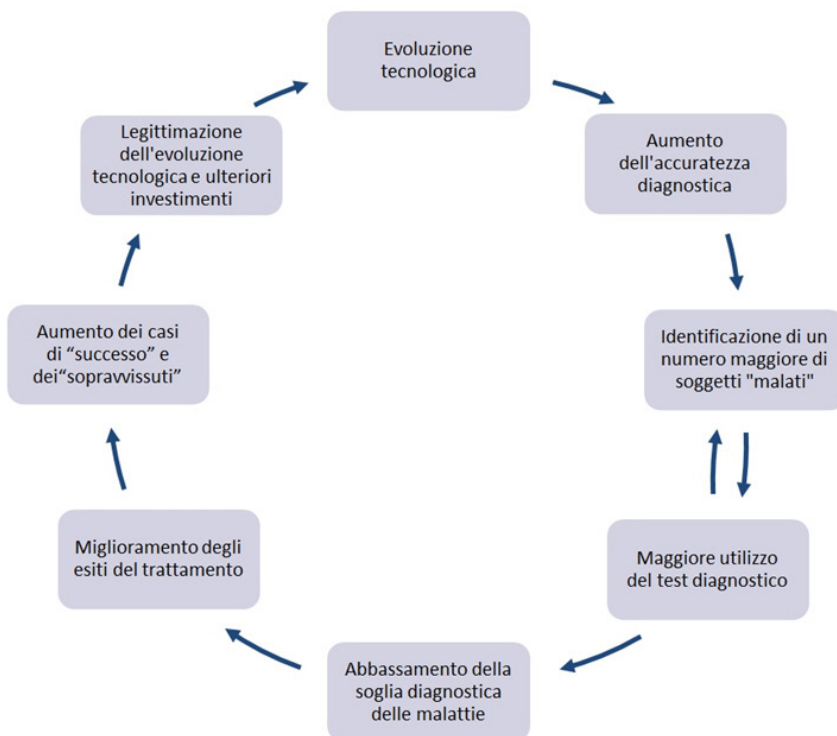 Evoluzione
tecnologica
Aumento
dell'accuratezza
diagnostica
Identificazione di un
numero maggiore di
soggetti "malati"
Maggiore utilizzo
del test diagnostico
Abbassamento della
soglia diagnostica
delle malattie
Miglioramento degli
esiti del trattamento
Aumento dei casi
di “successo” e
dei“sopravvissuti”
Legittimazione
dell'evoluzione
tecnologica e ulteriori
investimenti